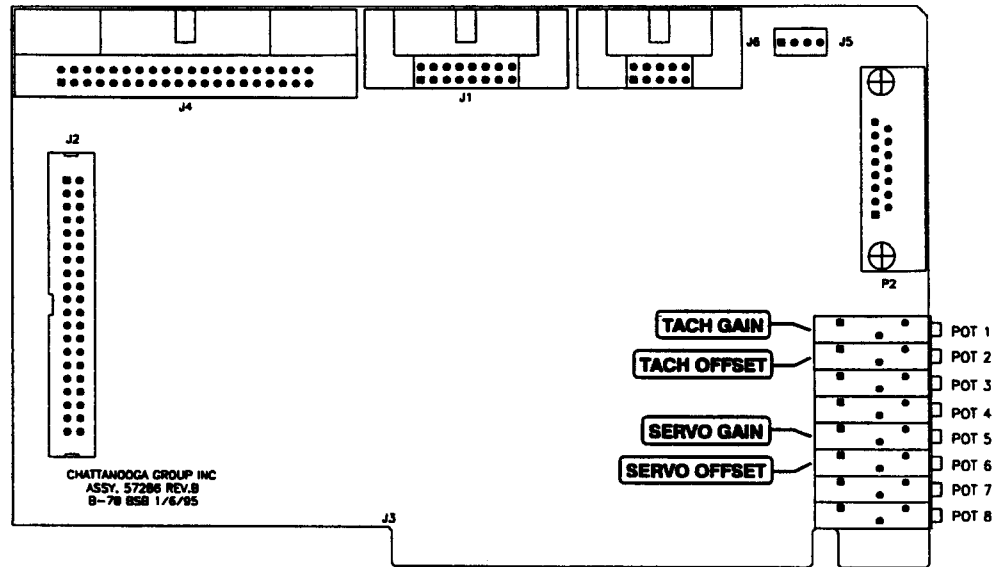 J6
J5
J4
J1
J2
P2
TACH GAIN
POT 1
TACH OFFSET
POT 2
POT 3
POT 4
SERVO GAIN
POT 5
SERVO OFFSET
POT 6
POT 7
POT 8
CHATTANOOGA GROUP INC
ASSY. 57286 REV.B
B-78 BSB 1/6/95
J3